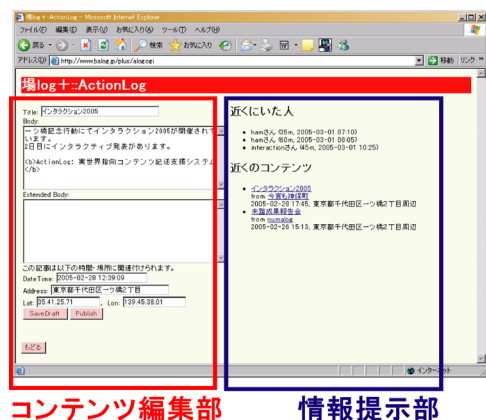 場log＋::ActionLog - Microsoft Internet Explorer
ファイル(F) 編集(E) 表示(V) お気に入り(A) ツール(T) ヘルプ(H)
戻る 検索 お気に入り
アドレス(D) http://www.balog.jp/plus/alog.cgi 移動 リンク »
場log＋::ActionLog
Title: インタラクション2005
Body:
ーツ橋記念行動にてインタラクション2005が開催されて
います。
2日目にインタラクティブ発表があります。
<b>ActionLog: 実世界指向コンテンツ記述支援システム
</b>
Extended Body:
この記事は以下の時間・場所に関連付けられます。
DateTime: 2005-02-28 12:39:09
Address: 東京都千代田区一ツ橋2丁目
Lat: 35.41.25.71 , Lon: 139.45.38.01
SaveDraft Publish
もどる
近くにいた人
hamさん (35m, 2005-03-01 07:10)
hamさん (60m, 2005-03-01 08:05)
interactionさん (45m, 2005-03-01 10:25)
近くのコンテンツ
インタラクション2005
from 今宵も神保町
2005-02-28 17:45, 東京都千代田区一ツ橋2丁目周辺
未踏成果報告会
from numalog
2005-02-26 15:13, 東京都千代田区一ツ橋2丁目周辺
インターネット
コンテンツ編集部
情報提示部